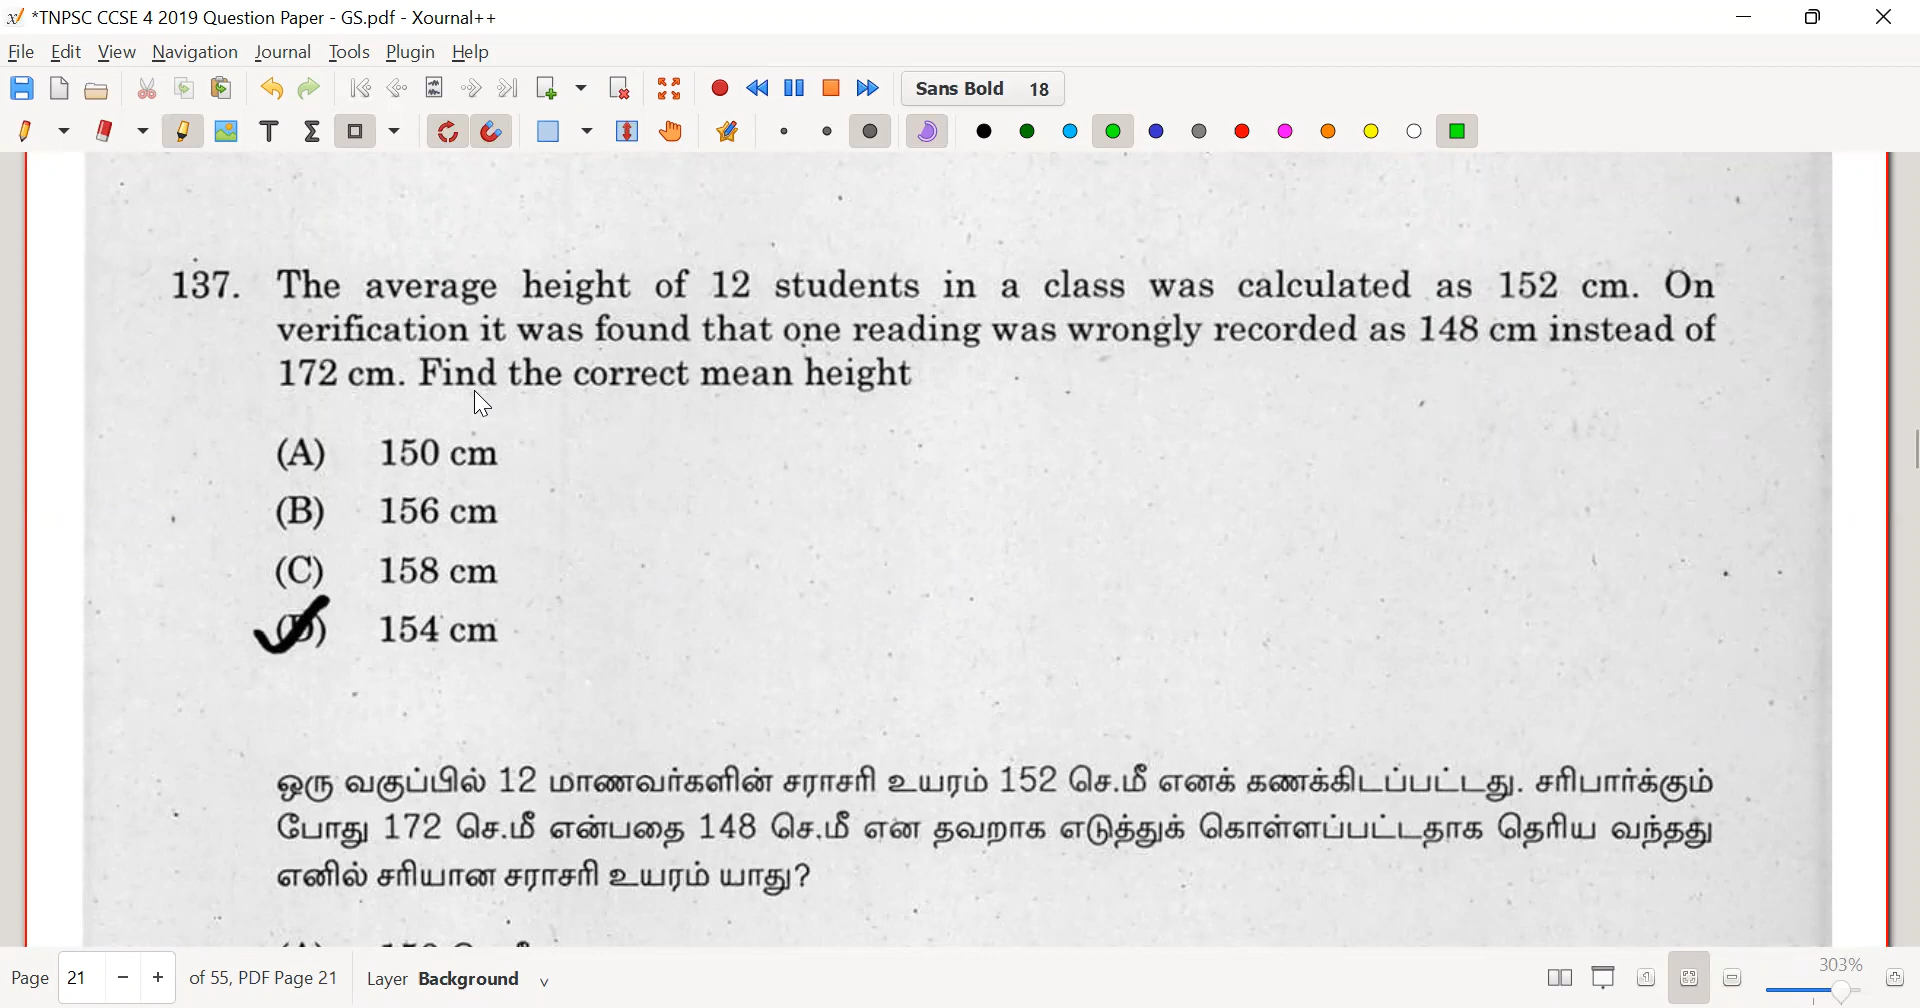 *TNPSC CCSE 4 2019 Question Paper - GS.pdf - Xournal++
File Edit View Navigation Journal Tools Plugin Help
Sans Bold 18
137. The average height of 12 students in a class was calculated as 152 cm. On
verification it was found that one reading was wrongly recorded as 148 cm instead of
172 cm. Find the correct mean height
(A) 150 cm
(B) 156 cm
(C) 158 cm
(D) 154 cm
ஒரு வகுப்பில் 12 மாணவர்களின் சராசரி உயரம் 152 செ.மீ எனக் கணக்கிடப்பட்டது. சரிபார்க்கும்
போது 172 செ.மீ என்பதை 148 செ.மீ என தவறாக எடுத்துக் கொள்ளப்பட்டதாக தெரிய வந்தது
எனில் சரியான சராசரி உயரம் யாது?
303%
Page 21 of 55, PDF Page 21 Layer Background